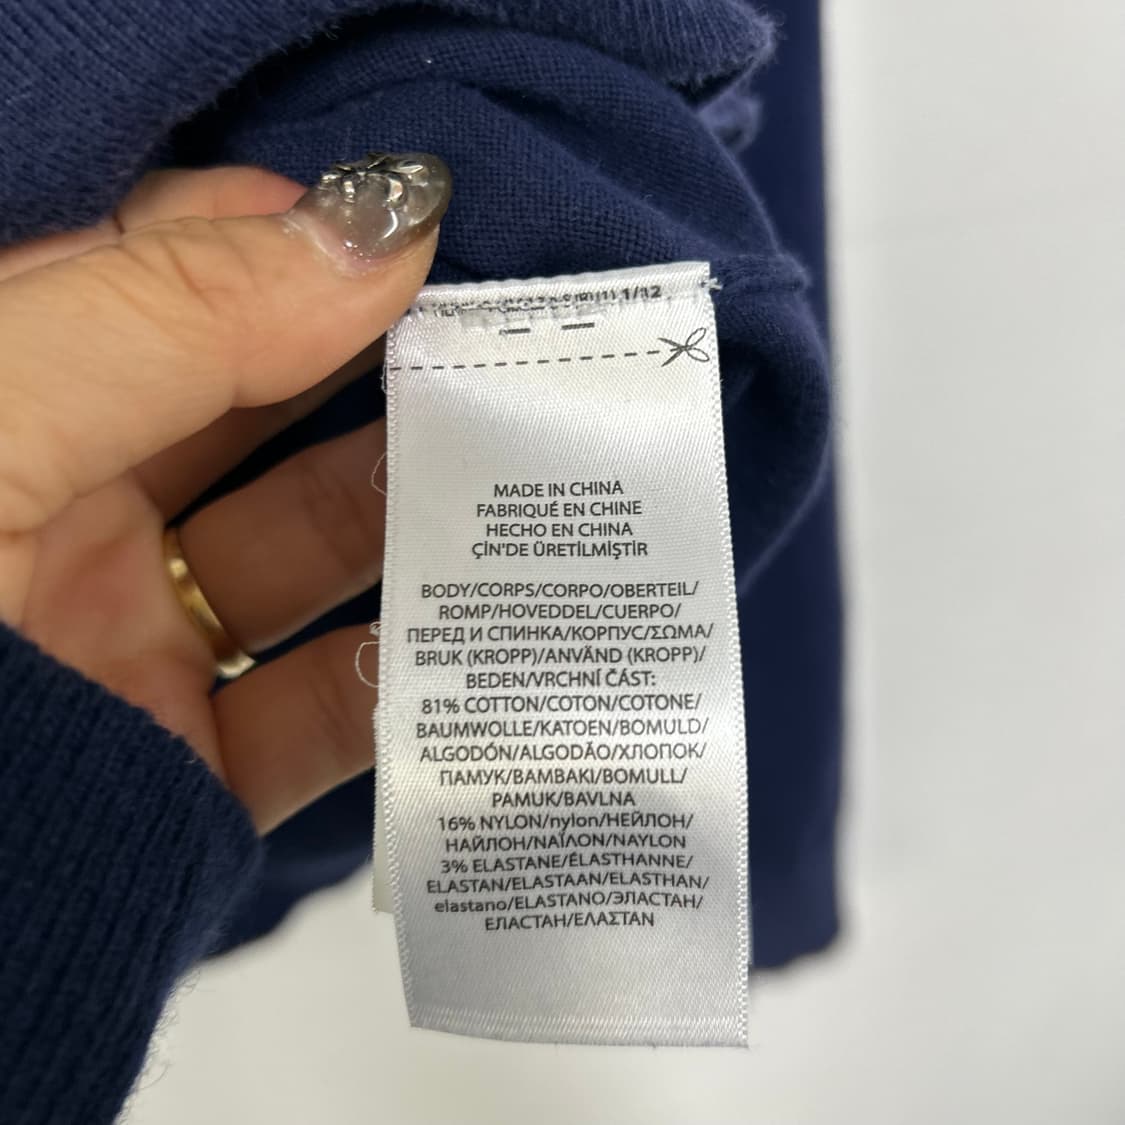 1/12
MADE IN CHINA
FABRIQUÉ EN CHINE
HECHO EN CHINA
ÇİN'DE ÜRETİLMİŞTİR
BODY/CORPS/CORPO/OBERTEIL/
ROMP/HOVEDDEL/CUERPO/
ПЕРЕД И СПИНКА/КОРПУС/ΣΩΜΑ/
BRUK (KROPP)/ANVÄND (KROPP)/
BEDEN/VRCHNÍ ČÁST:
81% COTTON/COTON/COTONE/
BAUMWOLLE/KATOEN/BOMULD/
ALGODÓN/ALGODÃO/ХЛОПОК/
ПАМУК/ΒΑΜΒΑΚΙ/BOMULL/
PAMUK/BAVLNA
16% NYLON/nylon/НЕЙЛОН/
НАЙЛОН/ΝΑΪΛΟΝ/NAYLON
3% ELASTANE/ÉLASTHANNE/
ELASTAN/ELASTAAN/ELASTHAN/
elastano/ELASTANO/ЭЛАСТАН/
ЕЛАСТАН/ΕΛΑΣΤΑΝ